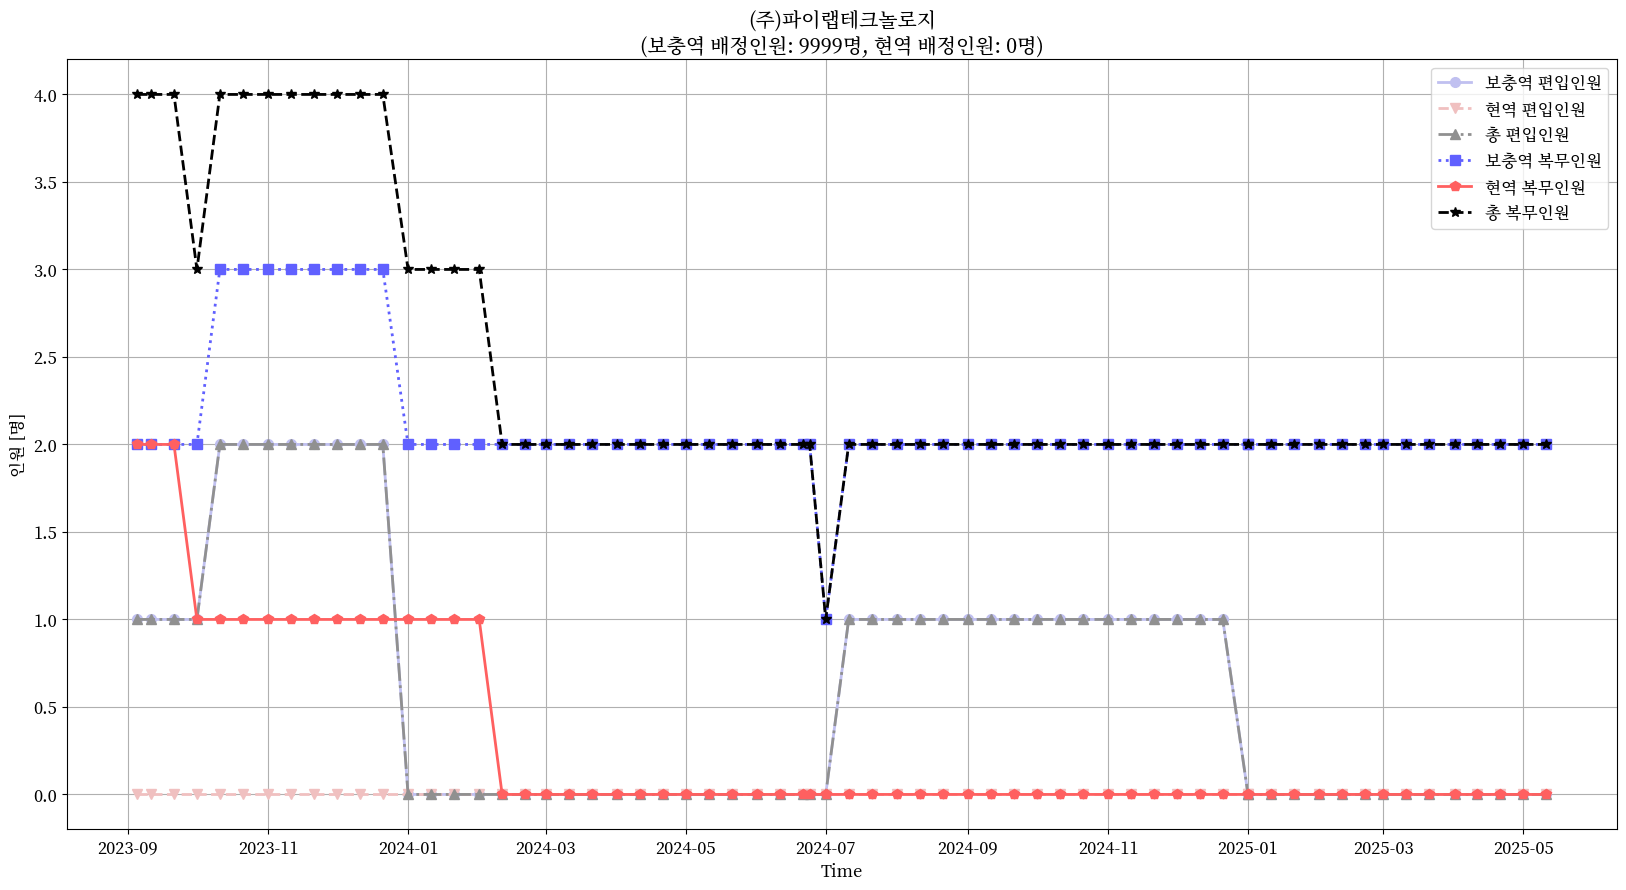 (주)파이랩테크놀로지
(보충역 배정인원: 9999명, 현역 배정인원: 0명)
보충역 편입인원
현역 편입인원
총 편입인원
보충역 복무인원
현역 복무인원
총 복무인원
인원 [명]
4.0
3.5
3.0
2.5
2.0
1.5
1.0
0.5
0.0
2023-09 2023-11 2024-01 2024-03 2024-05 2024-07 2024-09 2024-11 2025-01 2025-03 2025-05
Time